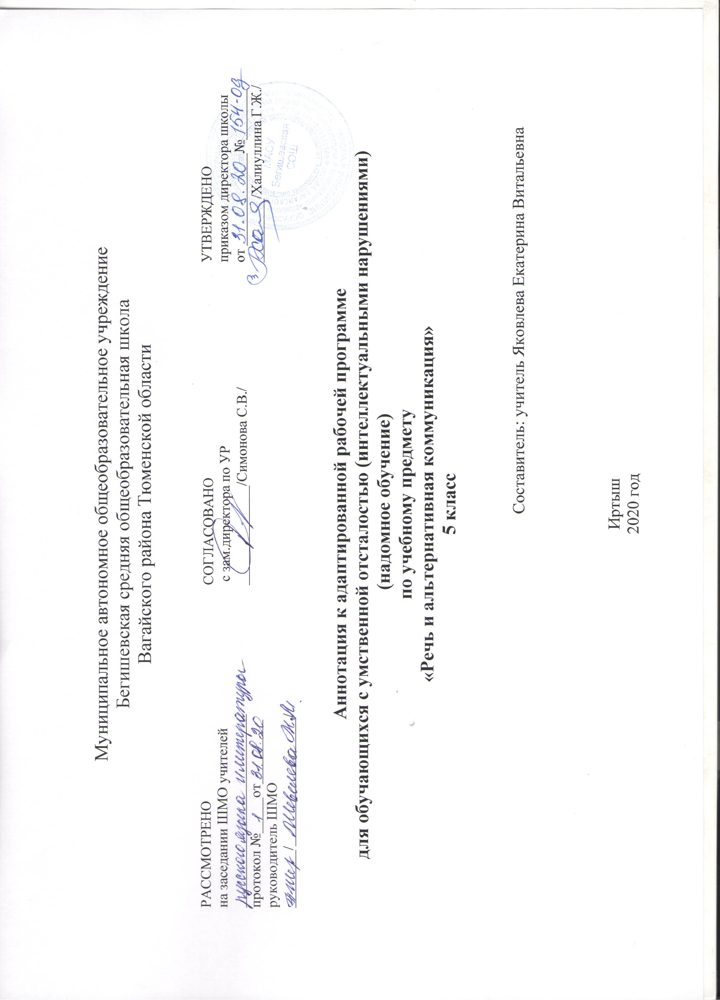 Муниципальное автономное общеобразовательное учреждение
Бегишевская средняя общеобразовательная школа
Вагайского района Тюменской области
РАССМОТРЕНО
на заседании ШМО учителей
русского языка и литературы
протокол № 1 от 31.08.20
руководитель ШМО
/
СОГЛАСОВАНО
с зам.директора по УР
/Симонова С.В./
УТВЕРЖДЕНО
приказом директора школы
от 31.08.20 № 154-од
/Халиуллина Г.Ж./
МАОУ
Бегишевская
СОШ
Аннотация к адаптированной рабочей программе
для обучающихся с умственной отсталостью (интеллектуальными нарушениями)
(надомное обучение)
по учебному предмету
«Речь и альтернативная коммуникация»
5 класс
Составитель: учитель Яковлева Екатерина Витальевна
Иртыш
2020 год